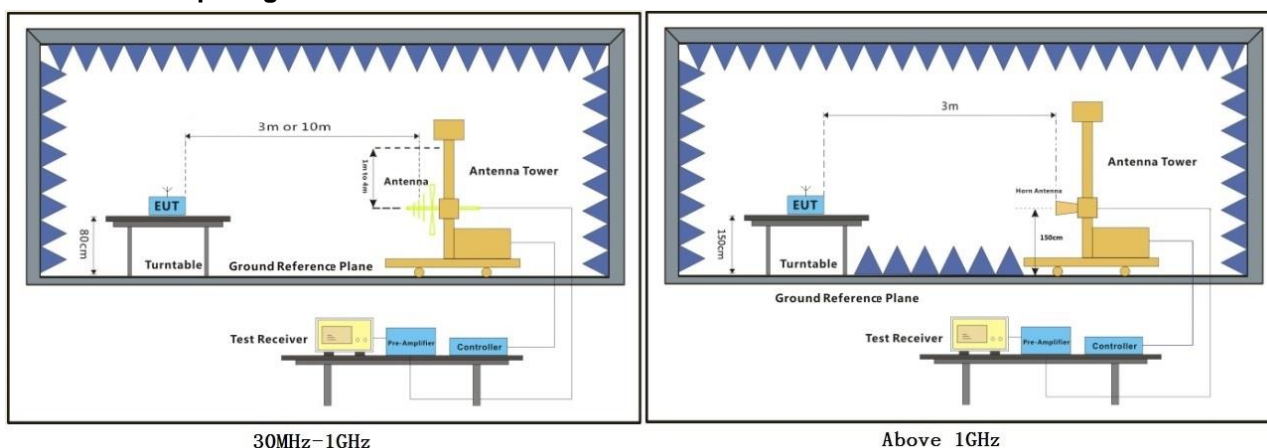 3m or 10m
1m to 4m
Antenna
Antenna Tower
EUT
80cm
Turntable
Ground Reference Plane
Test Receiver
Pre-Amplifier
Controller
30MHz-1GHz
3m
Antenna Tower
Horn Antenna
EUT
150cm
150cm
Turntable
Ground Reference Plane
Test Receiver
Pre-Amplifier
Controller
Above 1GHz